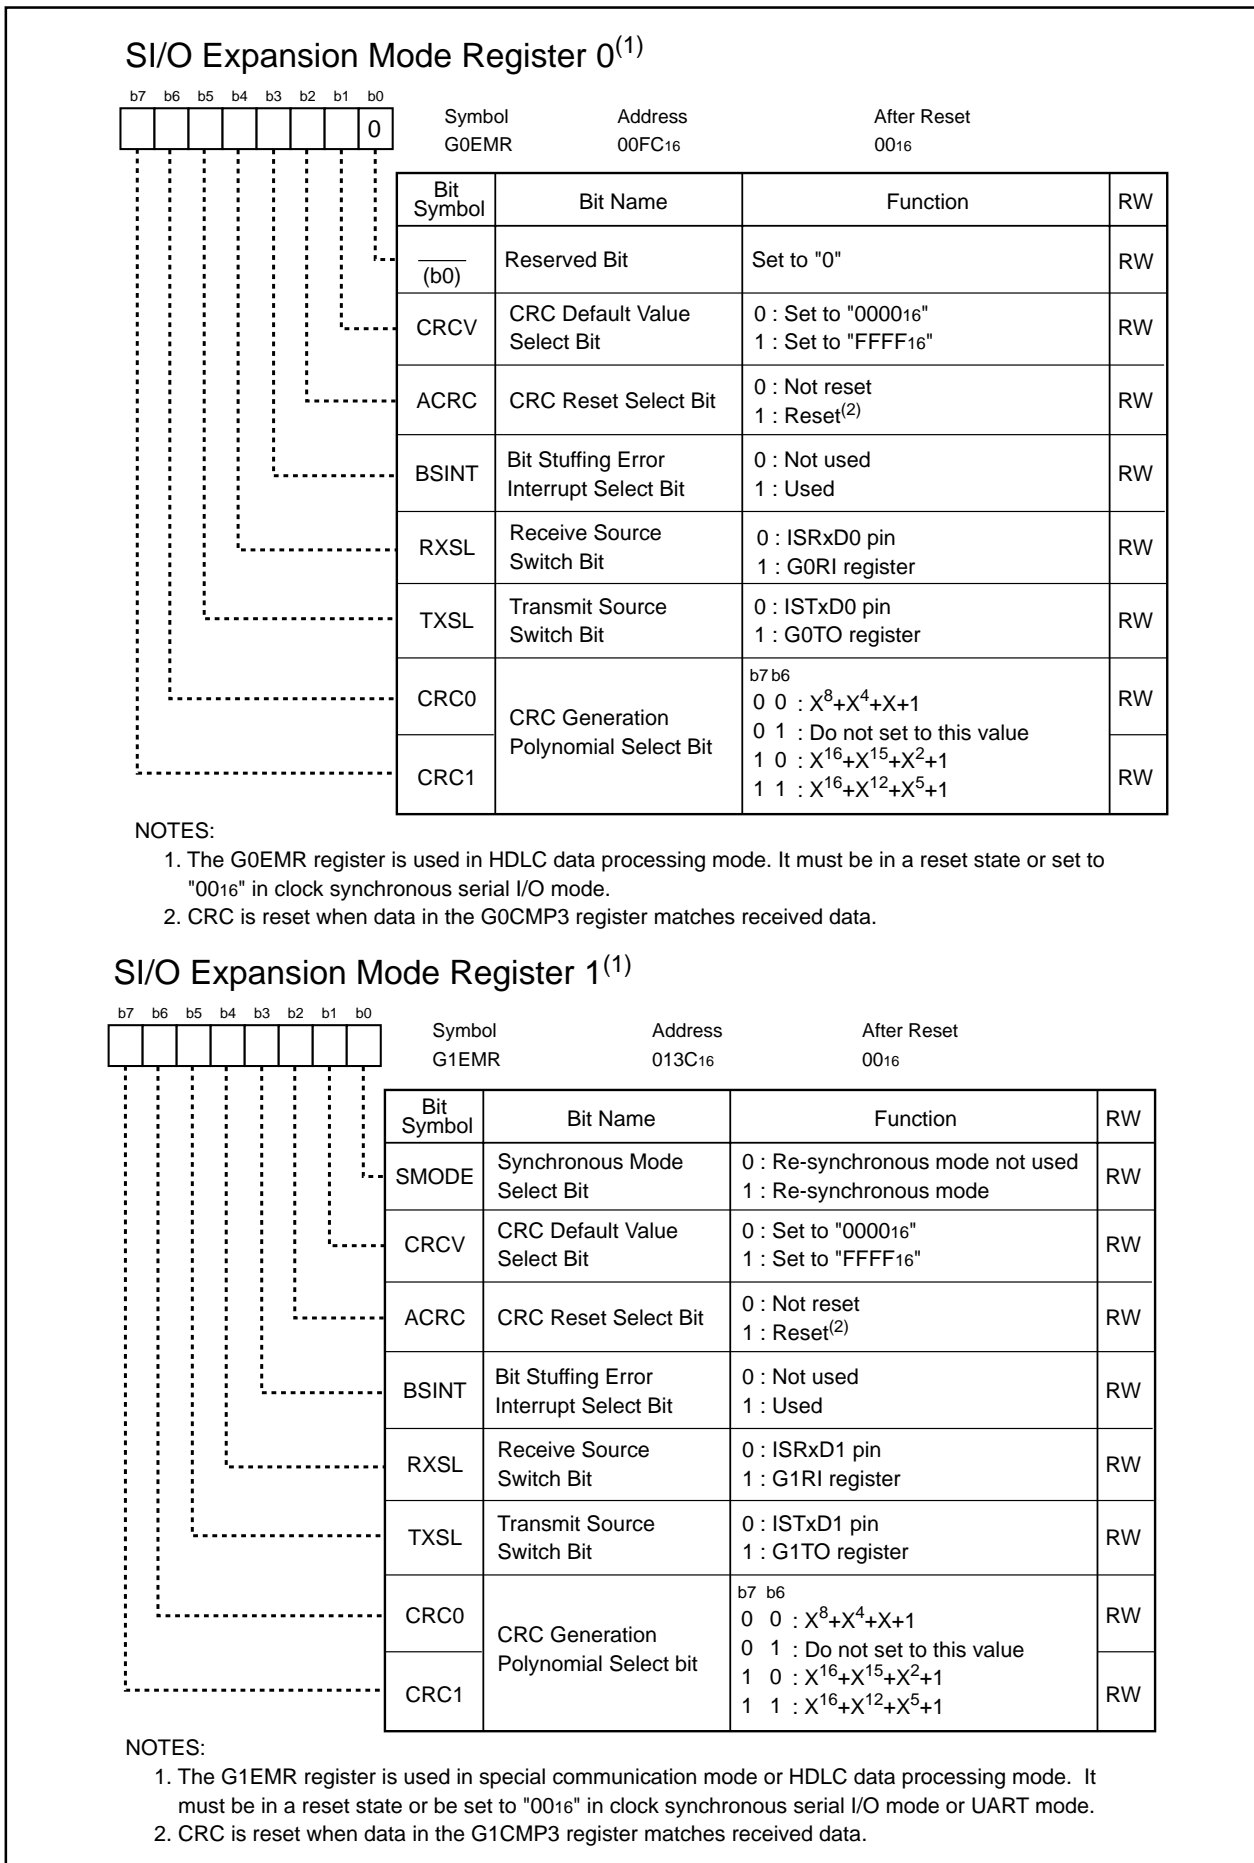 SI/O Expansion Mode Register 0(1)
b7 b6 b5 b4 b3 b2 b1 b0
0
Symbol Address After Reset
G0EMR 00FC16 0016
Bit Symbol Bit Name Function RW
(b0) Reserved Bit Set to "0" RW
CRCV CRC Default Value Select Bit 0 : Set to "000016" RW
1 : Set to "FFFF16"
ACRC CRC Reset Select Bit 0 : Not reset RW
1 : Reset(2)
BSINT Bit Stuffing Error Interrupt Select Bit 0 : Not used RW
1 : Used
RXSL Receive Source Switch Bit 0 : ISRxD0 pin RW
1 : G0RI register
TXSL Transmit Source Switch Bit 0 : ISTxD0 pin RW
1 : G0TO register
CRC0 CRC Generation Polynomial Select Bit b7 b6 RW
0 0 : X8+X4+X+1
0 1 : Do not set to this value
1 0 : X16+X15+X2+1
1 1 : X16+X12+X5+1
CRC1 RW
NOTES:
1. The G0EMR register is used in HDLC data processing mode. It must be in a reset state or set to
"0016" in clock synchronous serial I/O mode.
2. CRC is reset when data in the G0CMP3 register matches received data.
SI/O Expansion Mode Register 1(1)
b7 b6 b5 b4 b3 b2 b1 b0
Symbol Address After Reset
G1EMR 013C16 0016
Bit Symbol Bit Name Function RW
SMODE Synchronous Mode Select Bit 0 : Re-synchronous mode not used RW
1 : Re-synchronous mode
CRCV CRC Default Value Select Bit 0 : Set to "000016" RW
1 : Set to "FFFF16"
ACRC CRC Reset Select Bit 0 : Not reset RW
1 : Reset(2)
BSINT Bit Stuffing Error Interrupt Select Bit 0 : Not used RW
1 : Used
RXSL Receive Source Switch Bit 0 : ISRxD1 pin RW
1 : G1RI register
TXSL Transmit Source Switch Bit 0 : ISTxD1 pin RW
1 : G1TO register
CRC0 CRC Generation Polynomial Select bit b7 b6 RW
0 0 : X8+X4+X+1
0 1 : Do not set to this value
1 0 : X16+X15+X2+1
1 1 : X16+X12+X5+1
CRC1 RW
NOTES:
1. The G1EMR register is used in special communication mode or HDLC data processing mode. It
must be in a reset state or be set to "0016" in clock synchronous serial I/O mode or UART mode.
2. CRC is reset when data in the G1CMP3 register matches received data.